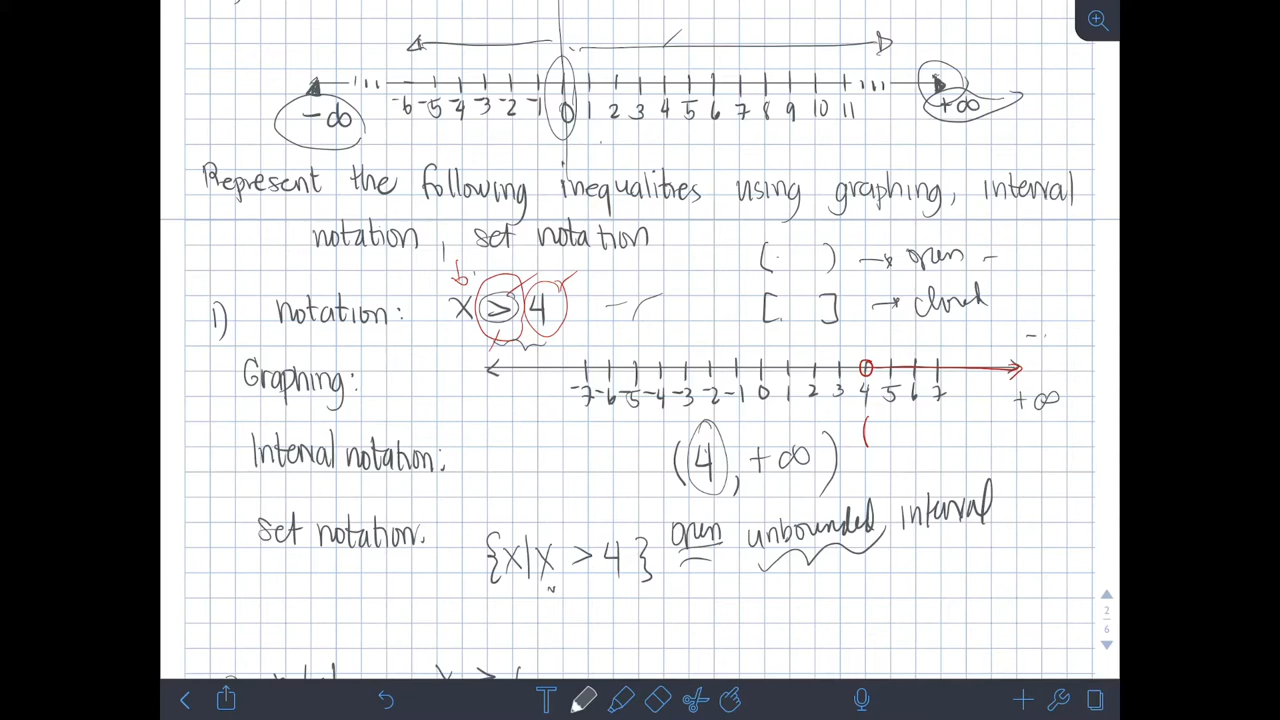 -∞ ... -6 -5 -4 -3 -2 -1 0 1 2 3 4 5 6 7 8 9 10 11 ... +∞
Represent the following inequalities using graphing, interval
notation, set notation
( ) → open
1) notation: x > 4 [ ] → closed
Graphing: -7 -6 -5 -4 -3 -2 -1 0 1 2 3 4 5 6 7 +∞
(
Interval notation: (4, +∞)
set notation. {x|x > 4} open unbounded interval
2
6